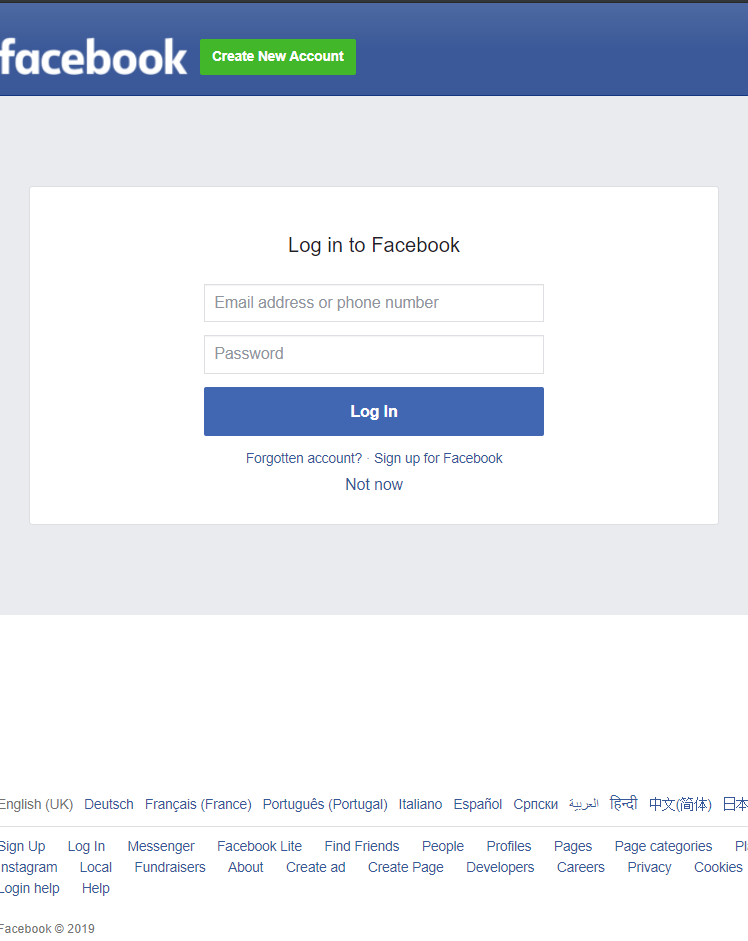 facebook Create New Account
Log in to Facebook
Email address or phone number
Password
Log In
Forgotten account? · Sign up for Facebook
Not now
English (UK) Deutsch Français (France) Português (Portugal) Italiano Español Српски العربية हिन्दी 中文(简体) 日本
Sign Up Log In Messenger Facebook Lite Find Friends People Profiles Pages Page categories Pl
Instagram Local Fundraisers About Create ad Create Page Developers Careers Privacy Cookies
Login help Help
Facebook © 2019